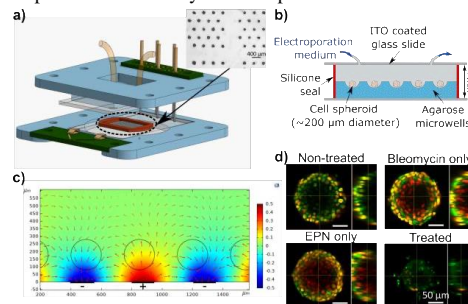 a)
400 µm
b)
Electroporation
medium
ITO coated
glass slide
Silicone
seal
Cell spheroid
(~200 µm diameter)
Agarose
microwells
c)
µm
550
500
450
400
350
300
250
200
150
100
50
0
200 400 600 800 1000 1200 1400 µm
- + -
0.5
0.4
0.3
0.2
0.1
0
-0.1
-0.2
-0.3
-0.4
-0.5
d)
Non-treated
Bleomycin only
EPN only
Treated
50 µm